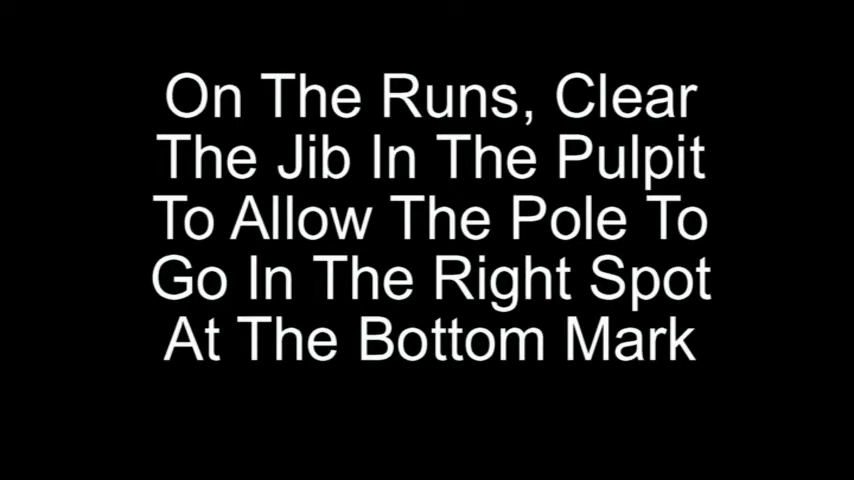 On The Runs, Clear
The Jib In The Pulpit
To Allow The Pole To
Go In The Right Spot
At The Bottom Mark